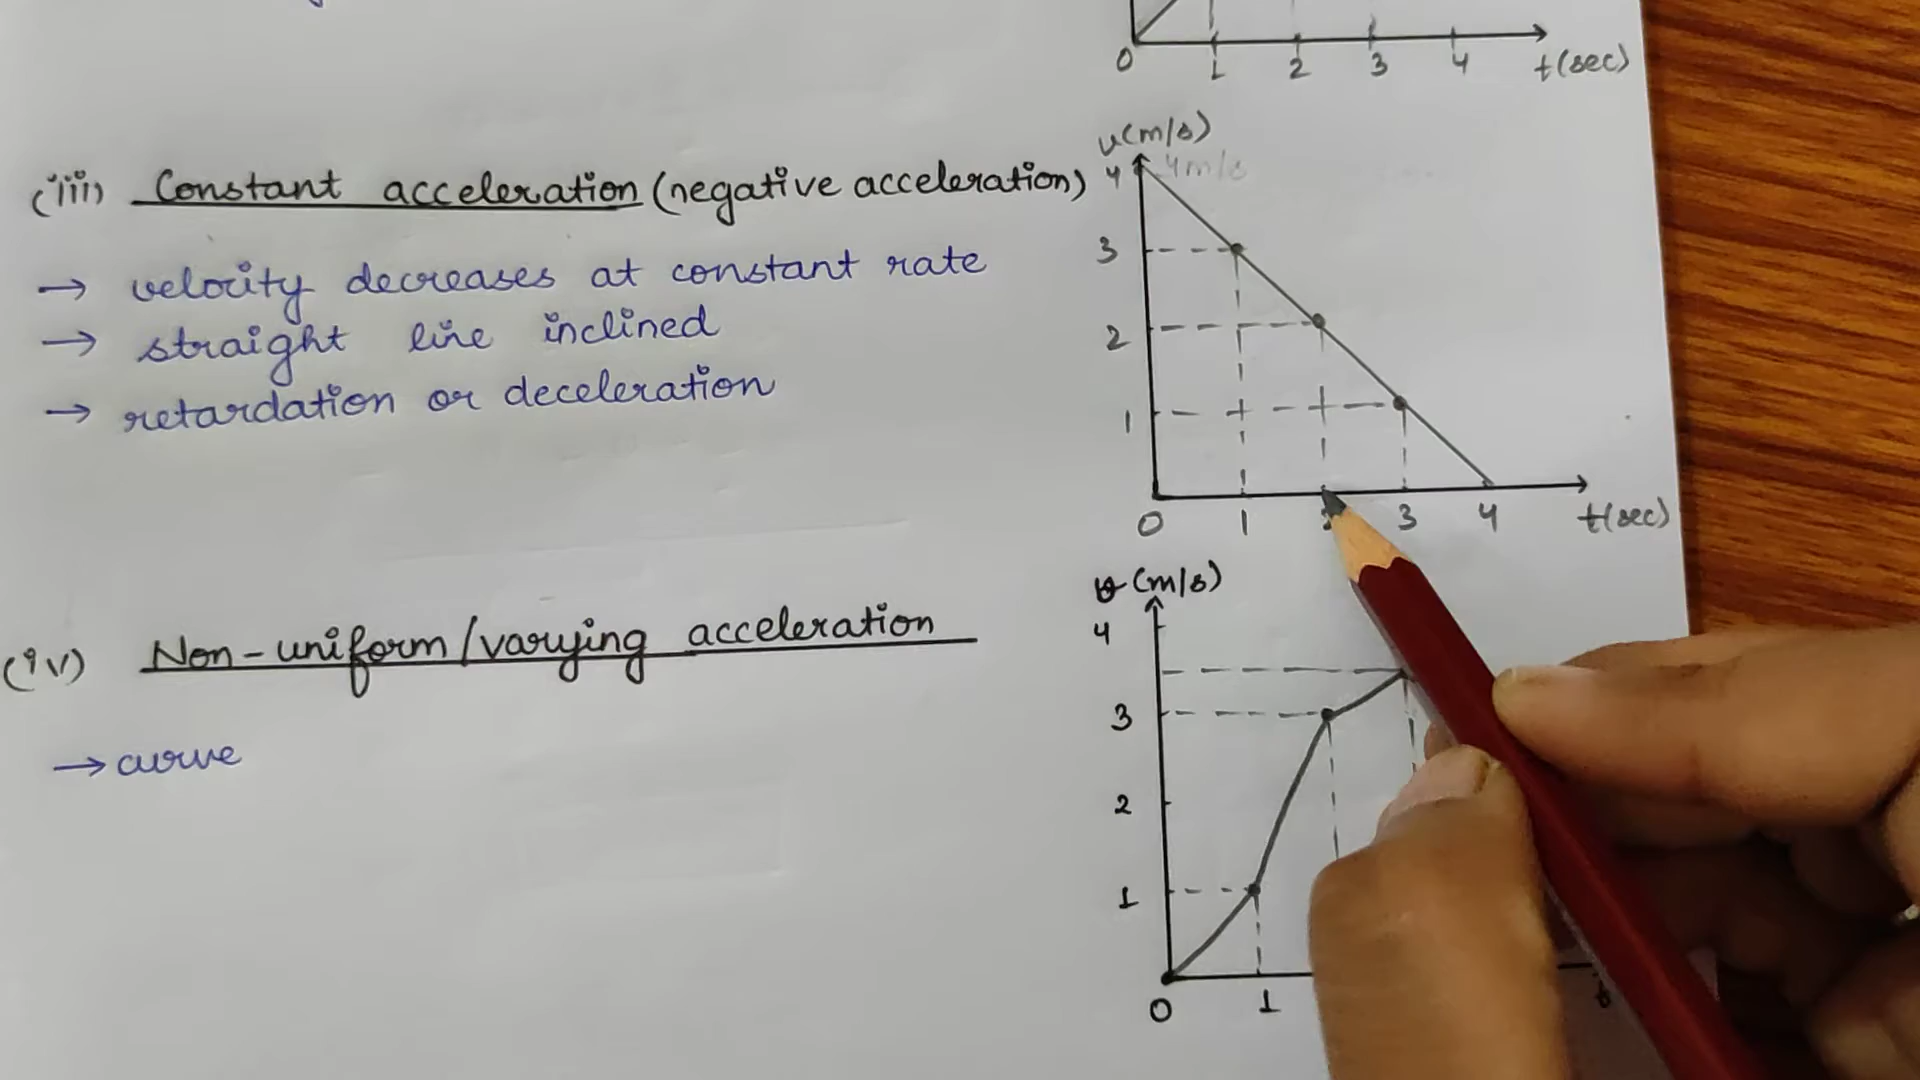 0 1 2 3 4 t(sec)
(iii) Constant acceleration (negative acceleration)
→ velocity decreases at constant rate
→ straight line inclined
→ retardation or deceleration
v(m/s)
4 4m/s
3
2
1
0 1 3 4 t(sec)
(iv) Non-uniform/varying acceleration
→ curve
v(m/s)
4
3
2
1
0 1